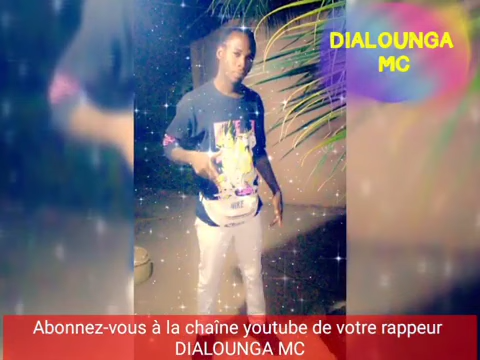 DIALOUNGA
MC
Abonnez-vous à la chaîne youtube de votre rappeur
DIALOUNGA MC